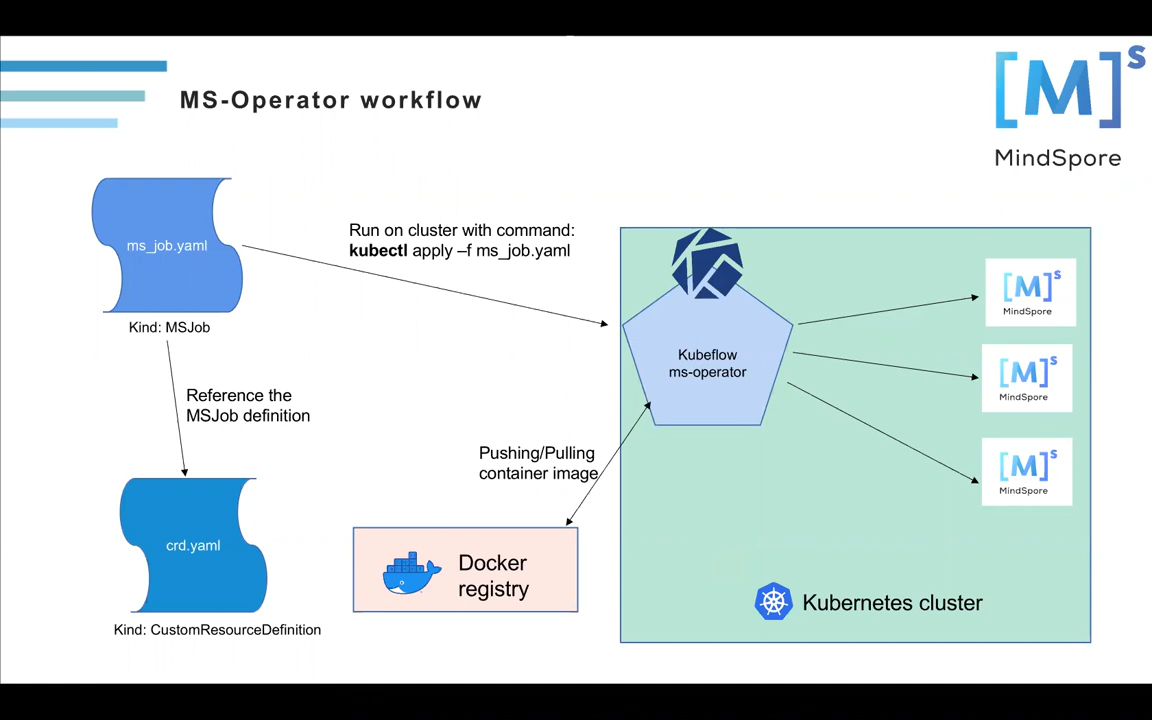 MS-Operator workflow
[M]s
MindSpore
ms_job.yaml
Kind: MSJob
Run on cluster with command:
kubectl apply –f ms_job.yaml
Reference the
MSJob definition
crd.yaml
Kind: CustomResourceDefinition
Pushing/Pulling
container image
Docker
registry
Kubeflow
ms-operator
[M]s
MindSpore
[M]s
MindSpore
[M]s
MindSpore
Kubernetes cluster